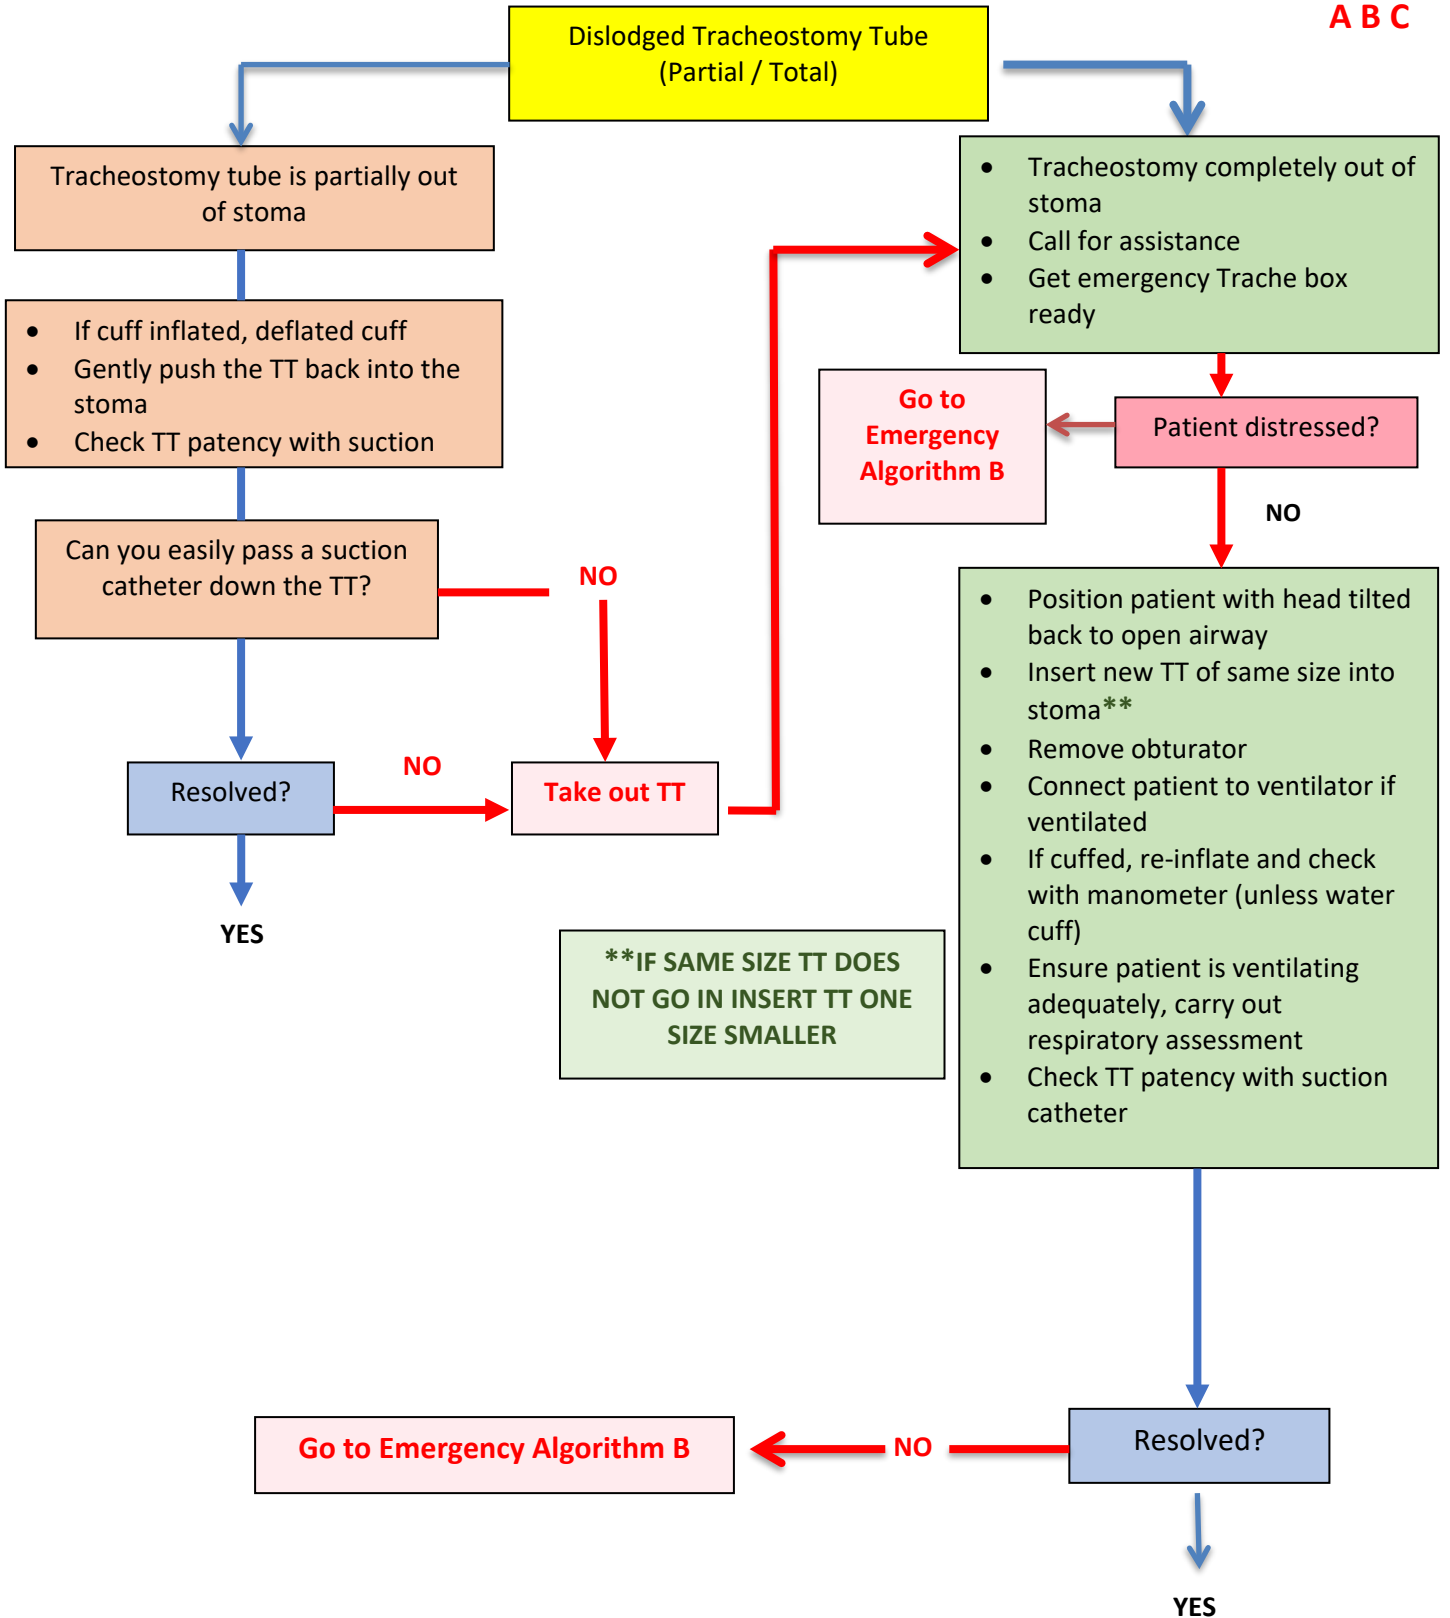 A B C
Dislodged Tracheostomy Tube
(Partial / Total)
Tracheostomy tube is partially out
of stoma
• If cuff inflated, deflated cuff
• Gently push the TT back into the
stoma
• Check TT patency with suction
Can you easily pass a suction
catheter down the TT?
NO
Resolved?
NO
Take out TT
YES
• Tracheostomy completely out of
stoma
• Call for assistance
• Get emergency Trache box
ready
Go to
Emergency
Algorithm B
Patient distressed?
NO
• Position patient with head tilted
back to open airway
• Insert new TT of same size into
stoma**
• Remove obturator
• Connect patient to ventilator if
ventilated
• If cuffed, re-inflate and check
with manometer (unless water
cuff)
• Ensure patient is ventilating
adequately, carry out
respiratory assessment
• Check TT patency with suction
catheter
**IF SAME SIZE TT DOES
NOT GO IN INSERT TT ONE
SIZE SMALLER
Resolved?
NO
Go to Emergency Algorithm B
YES